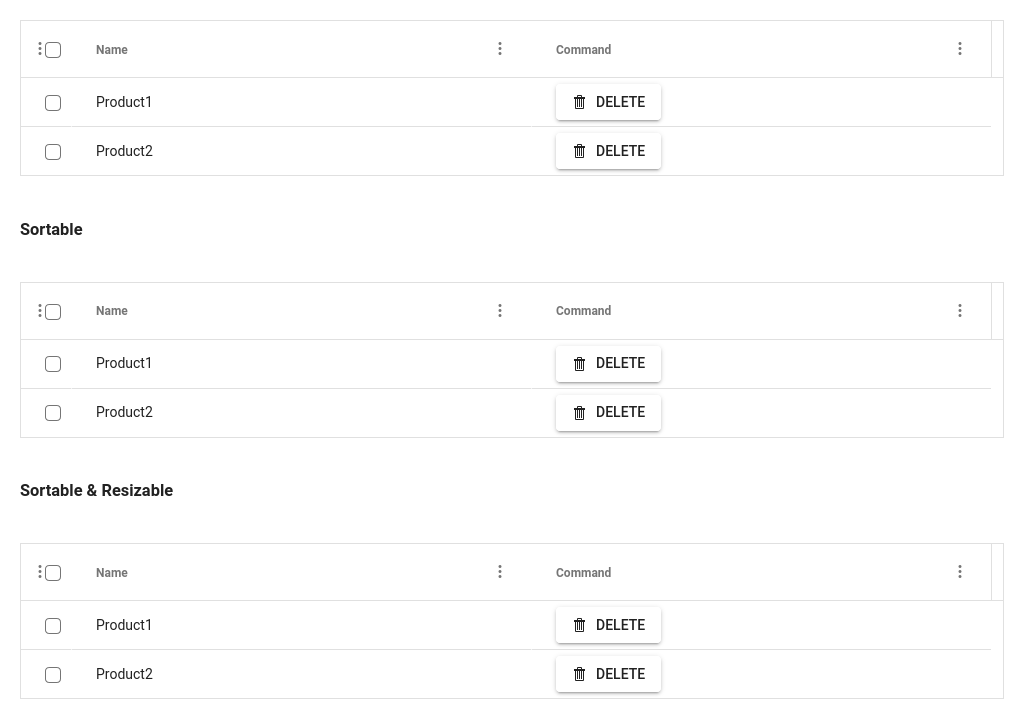 Name Command
Product1 DELETE
Product2 DELETE
Sortable
Name Command
Product1 DELETE
Product2 DELETE
Sortable & Resizable
Name Command
Product1 DELETE
Product2 DELETE